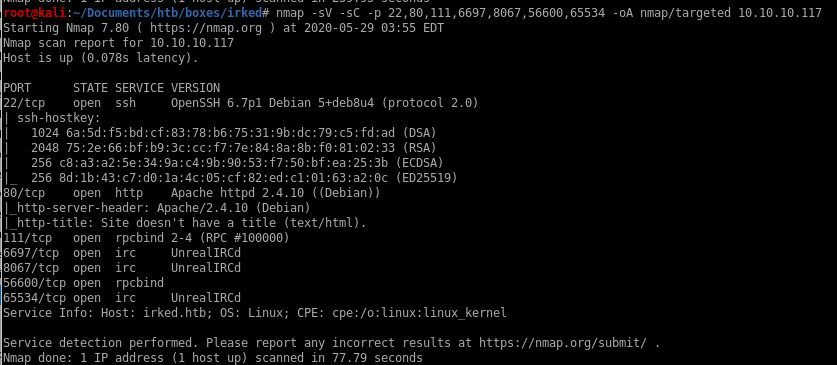 Nmap done: 1 IP address (1 host up) scanned in 239.93 seconds
root@kali:~/Documents/htb/boxes/irked# nmap -sV -sC -p 22,80,111,6697,8067,56600,65534 -oA nmap/targeted 10.10.10.117
Starting Nmap 7.80 ( https://nmap.org ) at 2020-05-29 03:55 EDT
Nmap scan report for 10.10.10.117
Host is up (0.078s latency).
PORT      STATE SERVICE VERSION
22/tcp    open  ssh     OpenSSH 6.7p1 Debian 5+deb8u4 (protocol 2.0)
| ssh-hostkey:
|   1024 6a:5d:f5:bd:cf:83:78:b6:75:31:9b:dc:79:c5:fd:ad (DSA)
|   2048 75:2e:66:bf:b9:3c:cc:f7:7e:84:8a:8b:f0:81:02:33 (RSA)
|   256 c8:a3:a2:5e:34:9a:c4:9b:90:53:f7:50:bf:ea:25:3b (ECDSA)
|_  256 8d:1b:43:c7:d0:1a:4c:05:cf:82:ed:c1:01:63:a2:0c (ED25519)
80/tcp    open  http    Apache httpd 2.4.10 ((Debian))
|_http-server-header: Apache/2.4.10 (Debian)
|_http-title: Site doesn't have a title (text/html).
111/tcp   open  rpcbind 2-4 (RPC #100000)
6697/tcp  open  irc     UnrealIRCd
8067/tcp  open  irc     UnrealIRCd
56600/tcp open  rpcbind
65534/tcp open  irc     UnrealIRCd
Service Info: Host: irked.htb; OS: Linux; CPE: cpe:/o:linux:linux_kernel
Service detection performed. Please report any incorrect results at https://nmap.org/submit/ .
Nmap done: 1 IP address (1 host up) scanned in 77.79 seconds